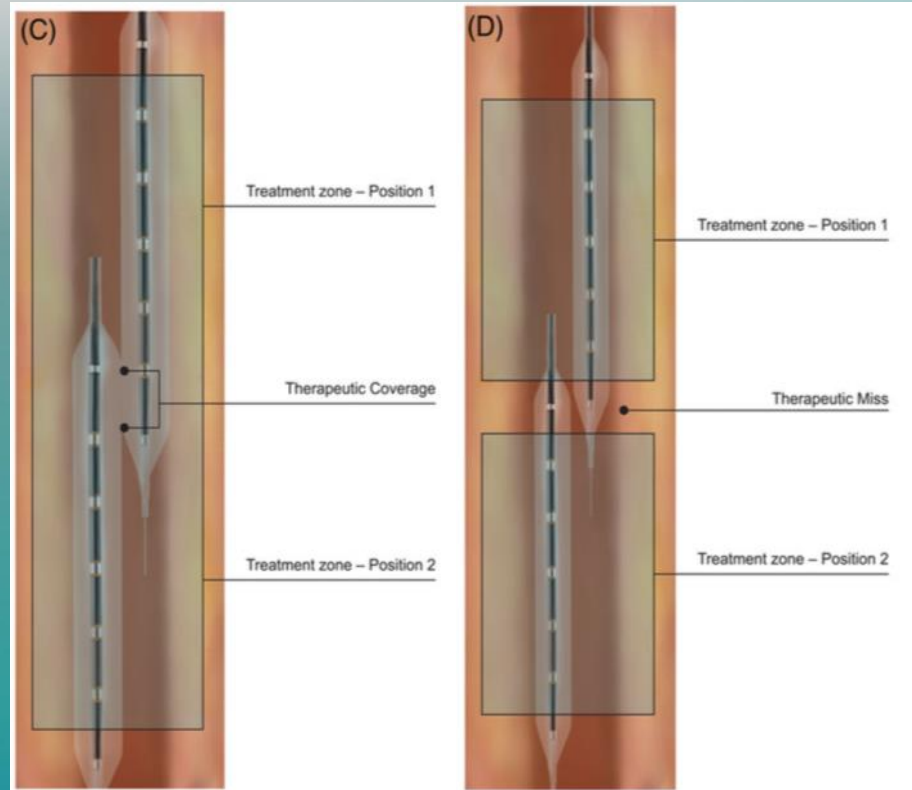 (C)
Treatment zone – Position 1
Therapeutic Coverage
Treatment zone – Position 2
(D)
Treatment zone – Position 1
Therapeutic Miss
Treatment zone – Position 2